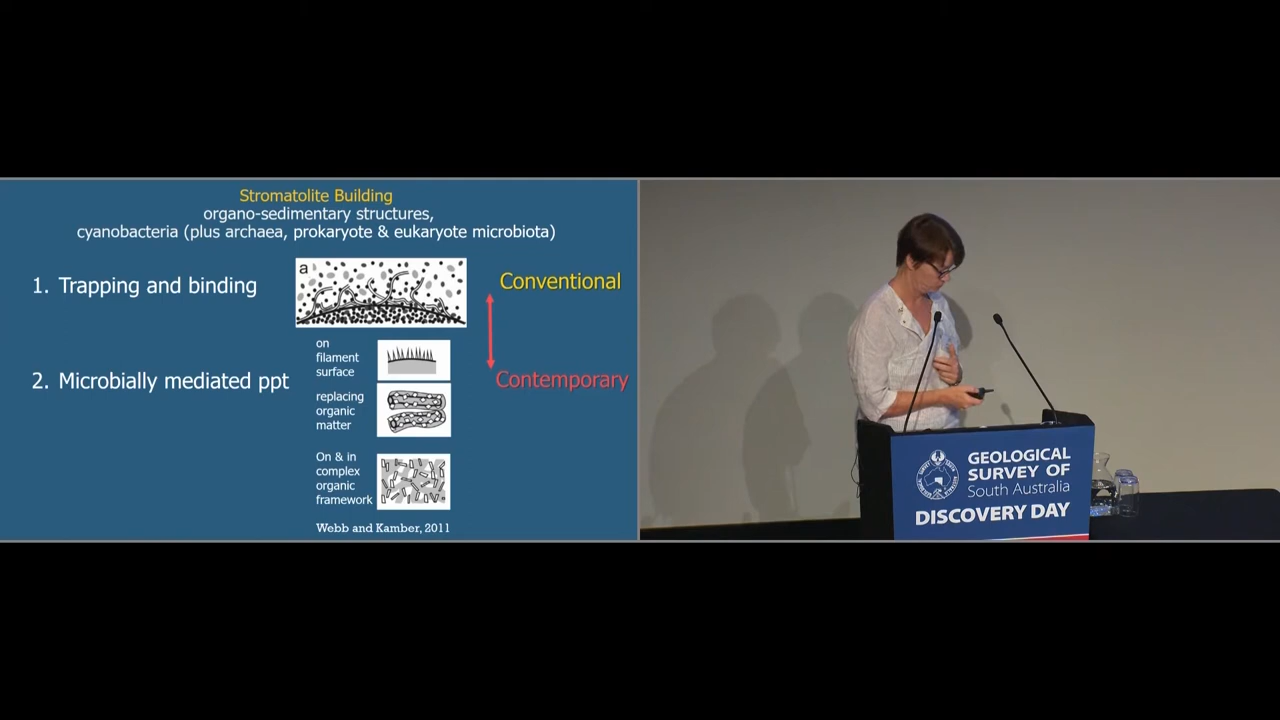 Stromatolite Building
organo-sedimentary structures,
cyanobacteria (plus archaea, prokaryote & eukaryote microbiota)
1. Trapping and binding
a
Conventional
on
filament
surface
2. Microbially mediated ppt
Contemporary
replacing
organic
matter
On & in
complex
organic
framework
Webb and Kamber, 2011
GEOLOGICAL
SURVEY OF
South Australia
DISCOVERY DAY